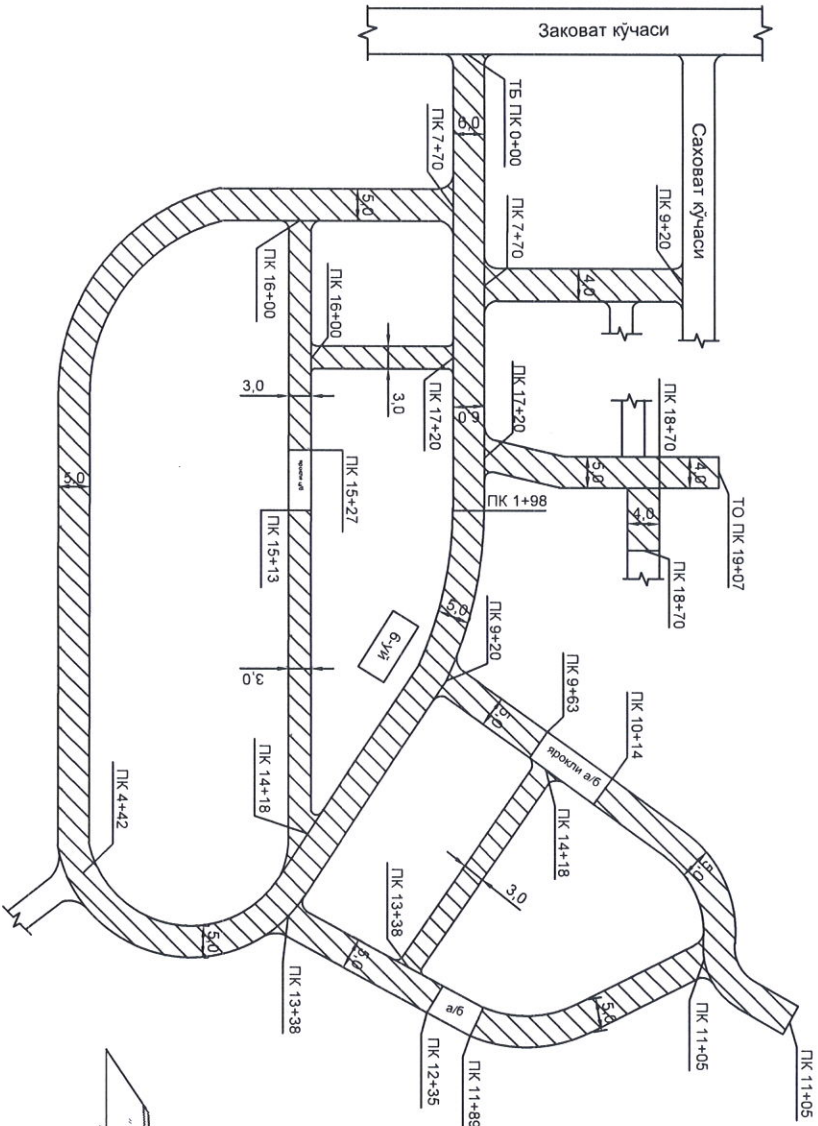 Заковат кўчаси
Саховат кўчаси
ТБ ПК 0+00
6,0
ПК 7+70
ПК 7+70
ПК 9+20
4,0
5,0
ПК 16+00
ПК 16+00
3,0
3,0
ПК 17+20
6,0
ПК 17+20
ПК 18+70
5,0
4,0
ТО ПК 19+07
4,0
ПК 18+70
ПК 1+98
ПК 15+27
ПК 15+13
5,0
3,0
6-уй
5,0
ПК 9+20
5,0
ПК 9+63
ярокли а/б
ПК 10+14
ПК 14+18
3,0
5,0
ПК 14+18
ПК 4+42
5,0
ПК 13+38
ПК 13+38
5,0
а/б
ПК 12+35
ПК 11+89
5,0
ПК 11+05
ПК 11+05